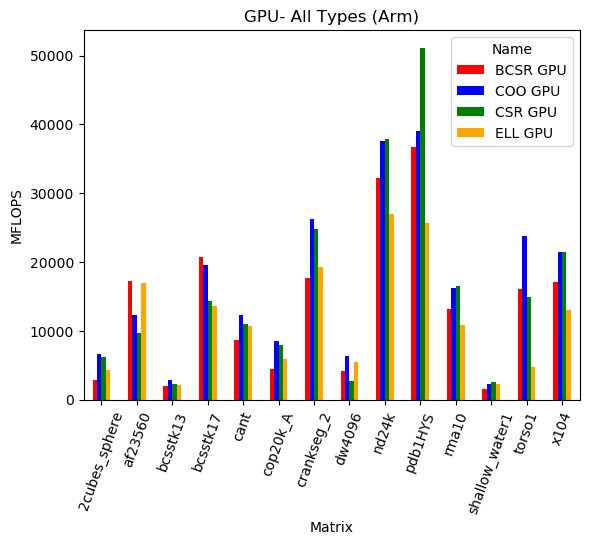 GPU- All Types (Arm)
Name
BCSR GPU
COO GPU
CSR GPU
ELL GPU
MFLOPS
50000
40000
30000
20000
10000
0
2cubes_sphere
af23560
bcsstk13
bcsstk17
cant
cop20k_A
crankseg_2
dw4096
nd24k
pdb1HYS
rma10
shallow_water1
torso1
x104
Matrix